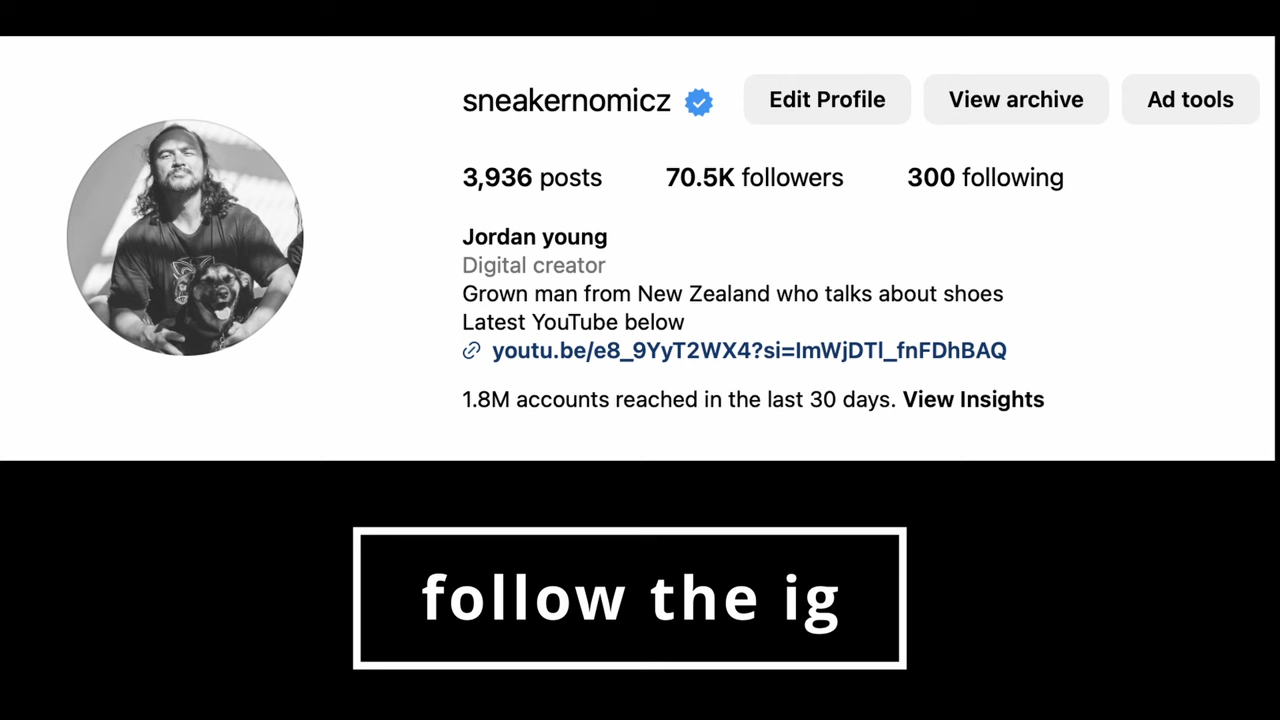 sneakernomicz Edit Profile View archive Ad tools
3,936 posts 70.5K followers 300 following
Jordan young
Digital creator
Grown man from New Zealand who talks about shoes
Latest YouTube below
youtu.be/e8_9YyT2WX4?si=lmWjDTl_fnFDhBAQ
1.8M accounts reached in the last 30 days. View Insights
follow the ig